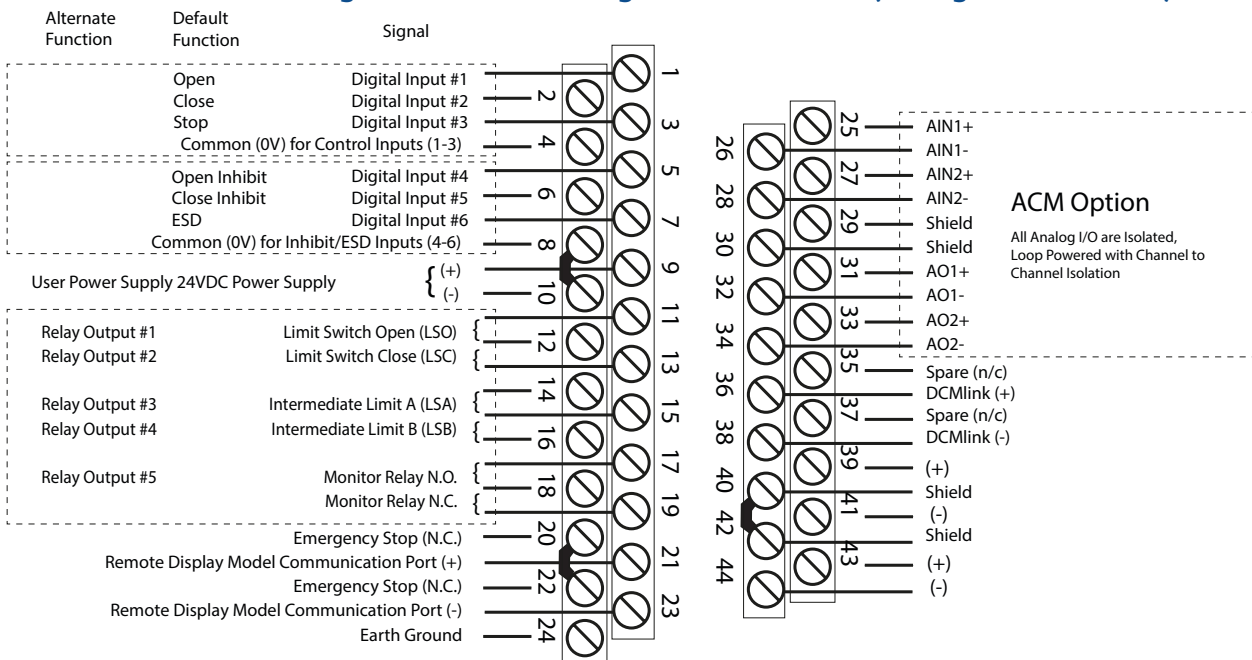 Alternate Function
Default Function
Signal
Open Digital Input #1
Close Digital Input #2
Stop Digital Input #3
Common (0V) for Control Inputs (1-3)
Open Inhibit Digital Input #4
Close Inhibit Digital Input #5
ESD Digital Input #6
Common (0V) for Inhibit/ESD Inputs (4-6)
User Power Supply 24VDC Power Supply { (+)
(-)
Relay Output #1 Limit Switch Open (LSO) {
Relay Output #2 Limit Switch Close (LSC) {
Relay Output #3 Intermediate Limit A (LSA) {
Relay Output #4 Intermediate Limit B (LSB) {
Relay Output #5 Monitor Relay N.O. {
Monitor Relay N.C. {
Emergency Stop (N.C.)
Remote Display Model Communication Port (+)
Emergency Stop (N.C.)
Remote Display Model Communication Port (-)
Earth Ground
1
2
3
4
5
6
7
8
9
10
11
12
13
14
15
16
17
18
19
20
21
22
23
24
25
26
27
28
29
30
31
32
33
34
35
36
37
38
39
40
41
42
43
44
AIN1+
AIN1-
AIN2+
AIN2-
Shield
Shield
AO1+
AO1-
AO2+
AO2-
Spare (n/c)
DCMlink (+)
Spare (n/c)
DCMlink (-)
(+)
Shield
(-)
Shield
(+)
(-)
ACM Option
All Analog I/O are Isolated,
Loop Powered with Channel to
Channel Isolation